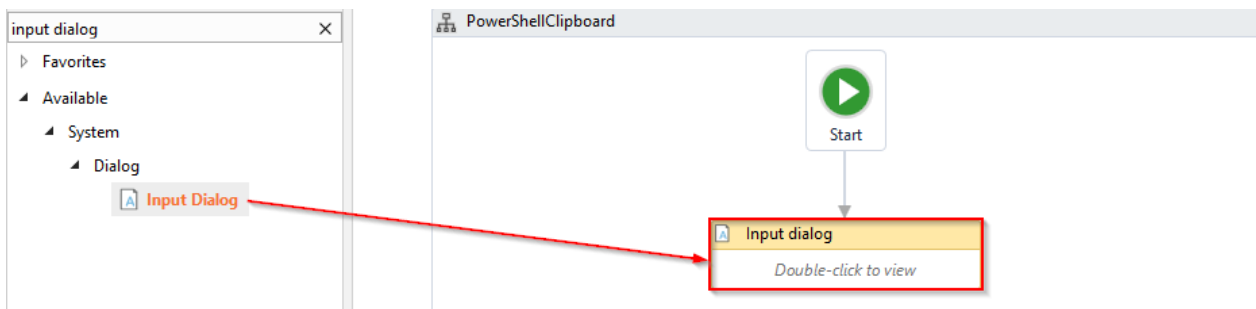 input dialog
Favorites
Available
System
Dialog
Input Dialog
PowerShellClipboard
Start
Input dialog
Double-click to view